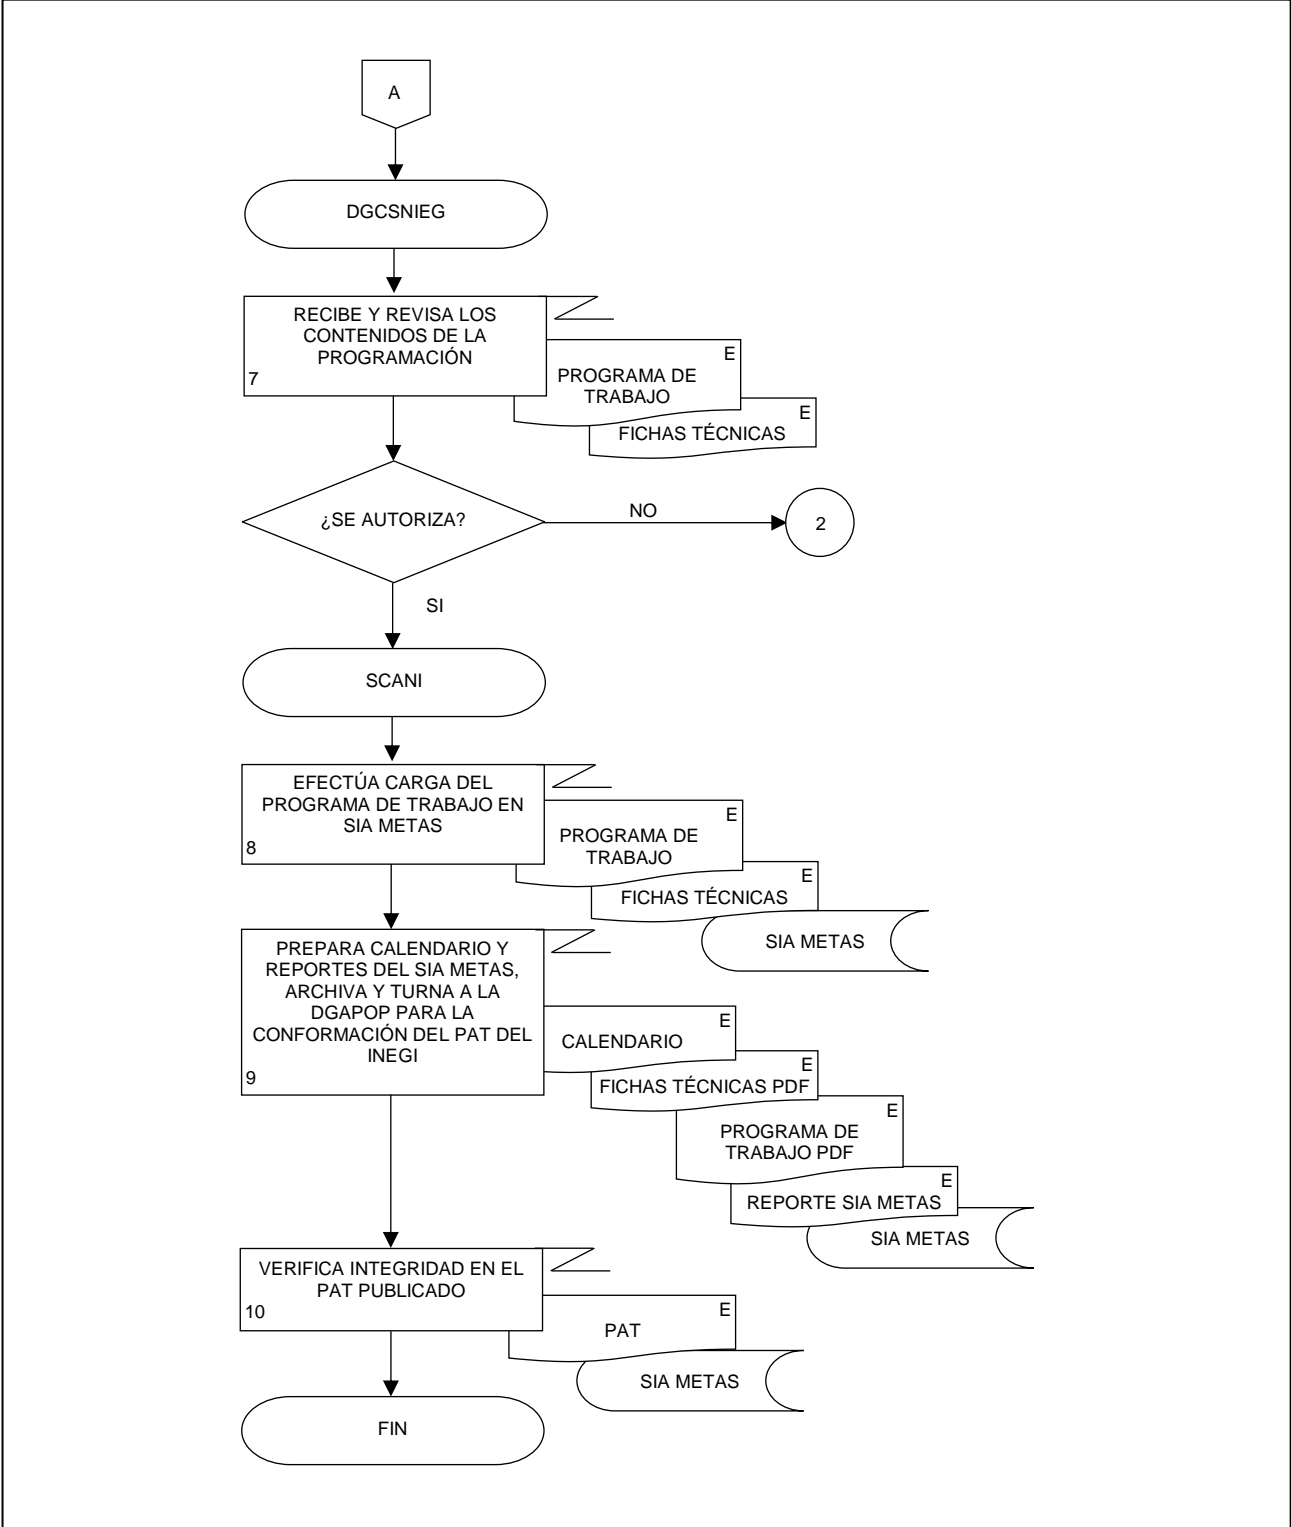 A
DGCSNIEG
RECIBE Y REVISA LOS
CONTENIDOS DE LA
PROGRAMACIÓN
7
E
PROGRAMA DE
TRABAJO
E
FICHAS TÉCNICAS
¿SE AUTORIZA?
NO
2
SI
SCANI
EFECTÚA CARGA DEL
PROGRAMA DE TRABAJO EN
SIA METAS
8
E
PROGRAMA DE
TRABAJO
E
FICHAS TÉCNICAS
SIA METAS
PREPARA CALENDARIO Y
REPORTES DEL SIA METAS,
ARCHIVA Y TURNA A LA
DGAPOP PARA LA
CONFORMACIÓN DEL PAT DEL
INEGI
9
E
CALENDARIO
E
FICHAS TÉCNICAS PDF
E
PROGRAMA DE
TRABAJO PDF
E
REPORTE SIA METAS
SIA METAS
VERIFICA INTEGRIDAD EN EL
PAT PUBLICADO
10
E
PAT
SIA METAS
FIN